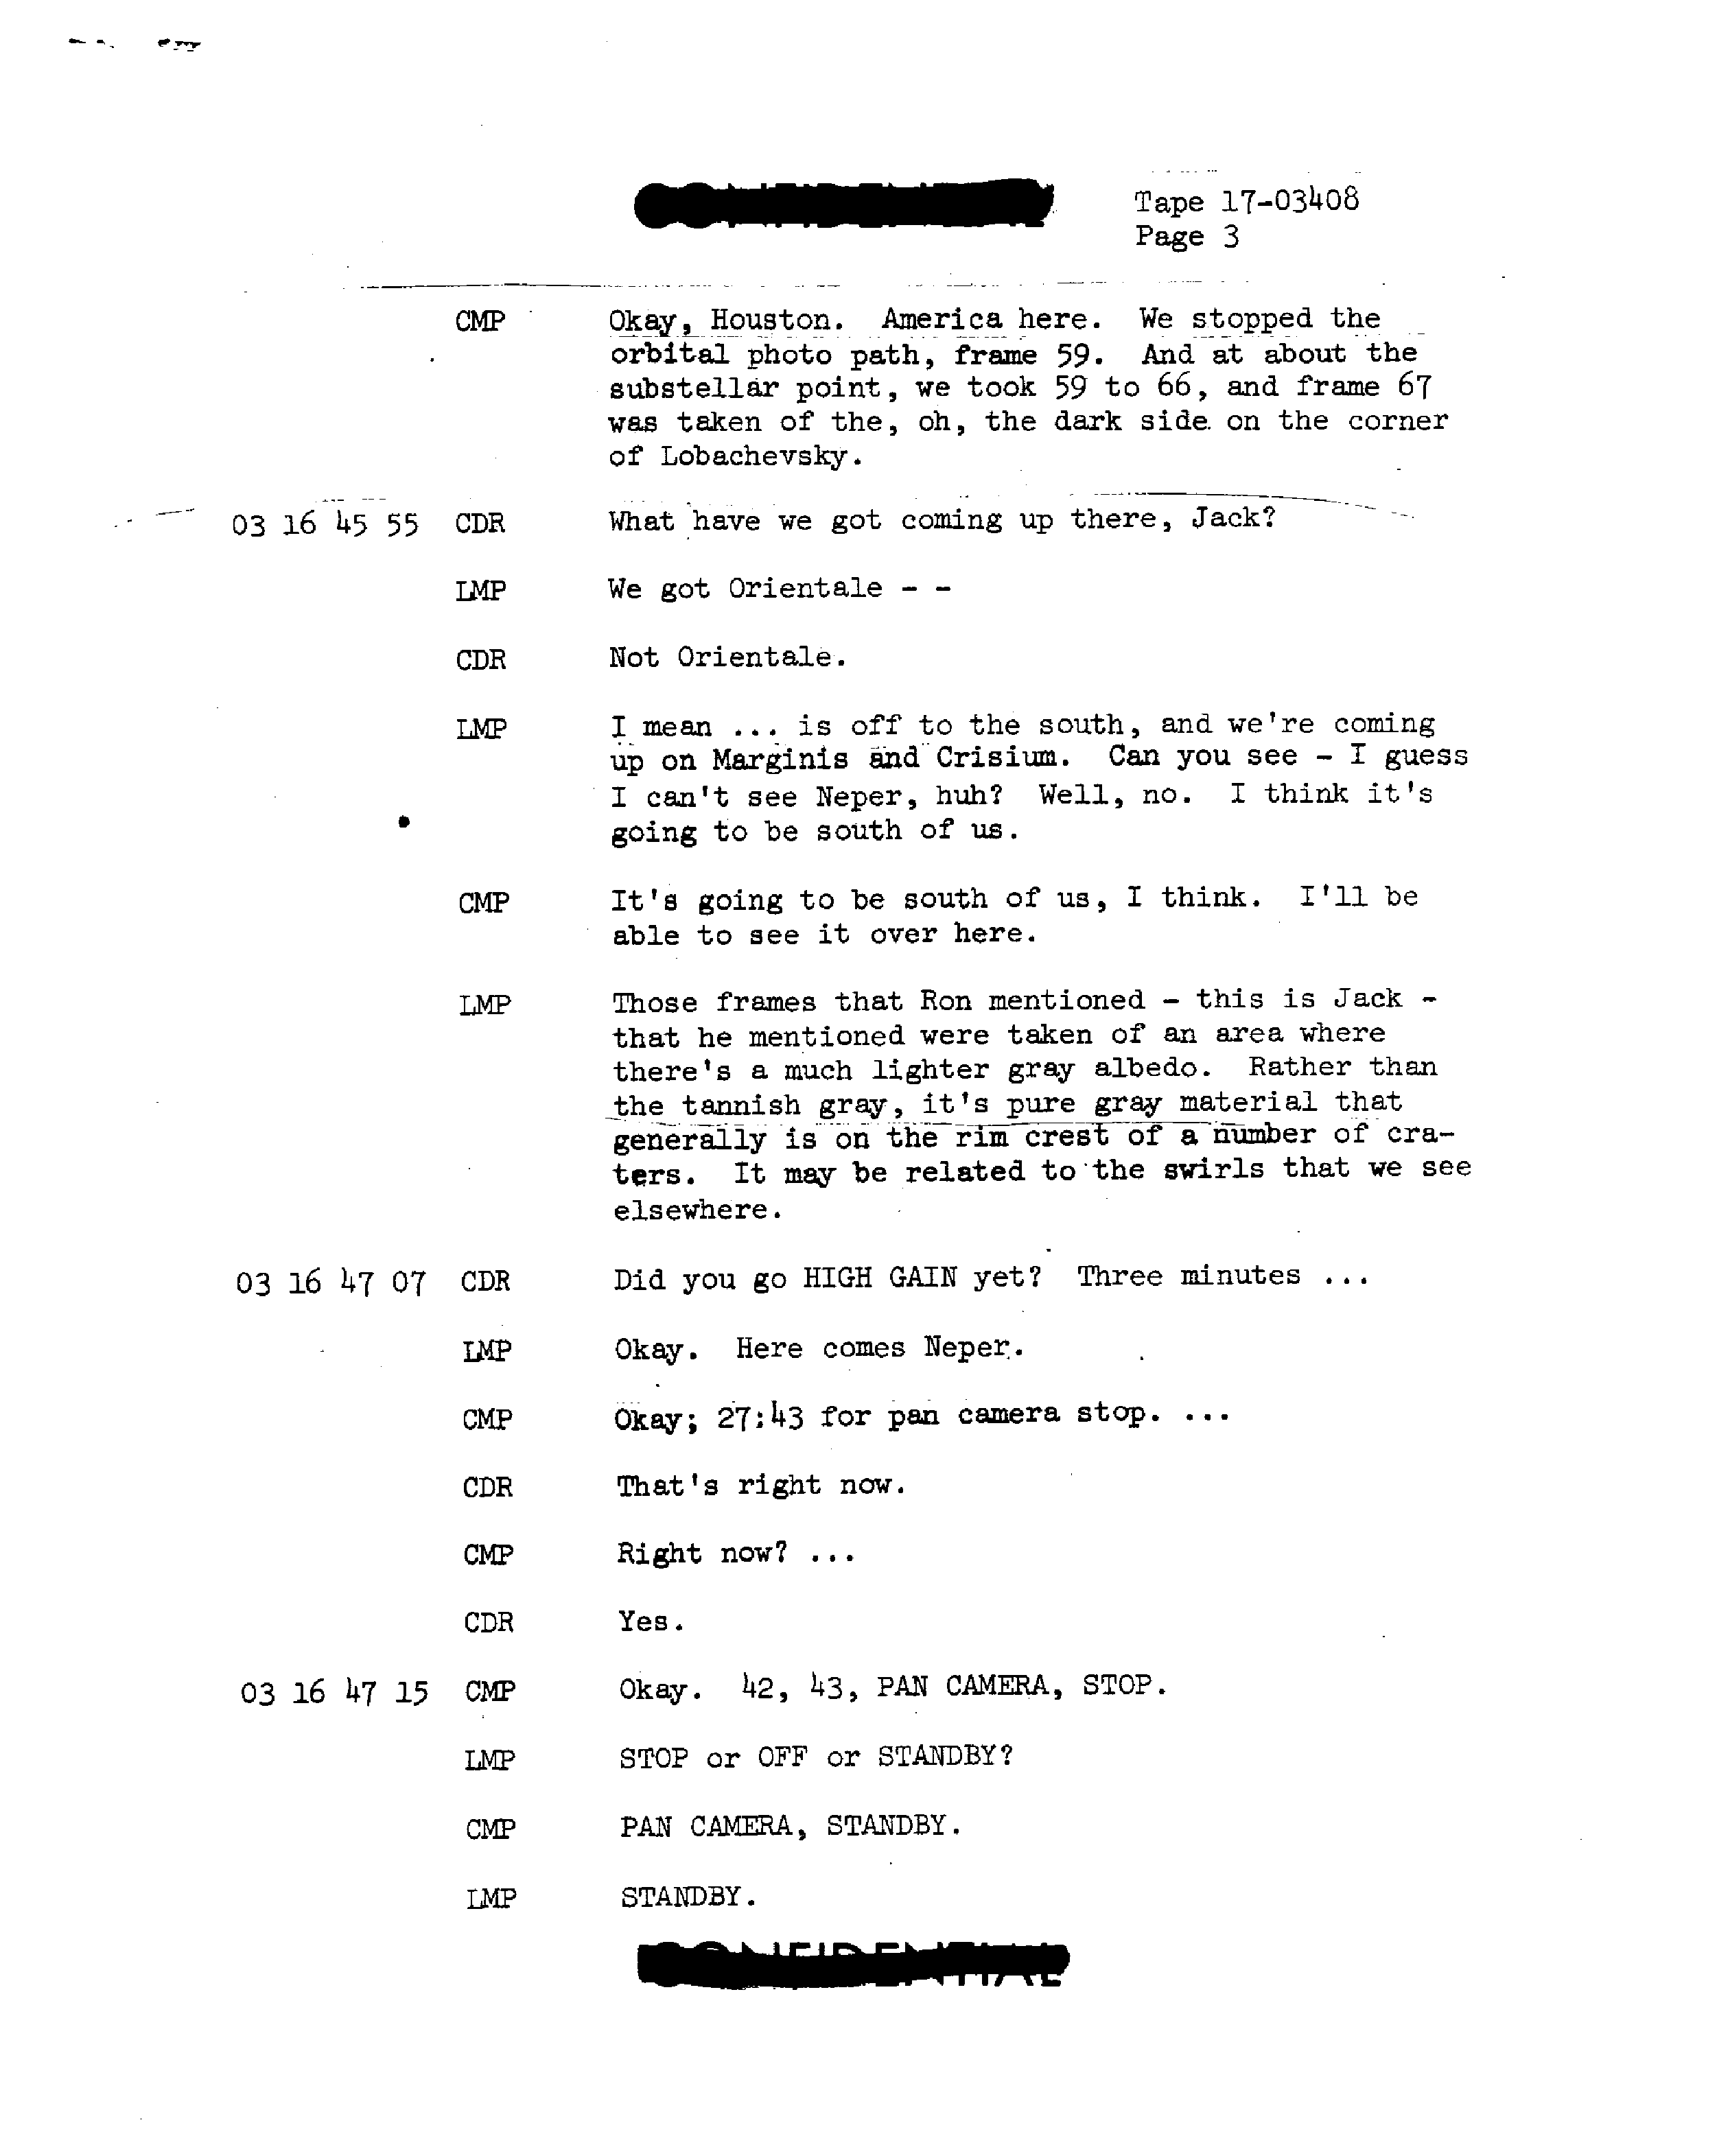 Tape 17-03408
Page 3
CMP Okay, Houston. America here. We stopped the
orbital photo path, frame 59. And at about the
substellar point, we took 59 to 66, and frame 67
was taken of the, oh, the dark side on the corner
of Lobachevsky.
03 16 45 55 CDR What have we got coming up there, Jack?
LMP We got Orientale - -
CDR Not Orientale.
LMP I mean ... is off to the south, and we're coming
up on Marginis and Crisium. Can you see - I guess
I can't see Neper, huh? Well, no. I think it's
going to be south of us.
CMP It's going to be south of us, I think. I'll be
able to see it over here.
LMP Those frames that Ron mentioned - this is Jack -
that he mentioned were taken of an area where
there's a much lighter gray albedo. Rather than
the tannish gray, it's pure gray material that
generally is on the rim crest of a number of cra-
ters. It may be related to the swirls that we see
elsewhere.
03 16 47 07 CDR Did you go HIGH GAIN yet? Three minutes ...
LMP Okay. Here comes Neper.
CMP Okay; 27:43 for pan camera stop. ...
CDR That's right now.
CMP Right now? ...
CDR Yes.
03 16 47 15 CMP Okay. 42, 43, PAN CAMERA, STOP.
LMP STOP or OFF or STANDBY?
CMP PAN CAMERA, STANDBY.
LMP STANDBY.
CONFIDENTIAL